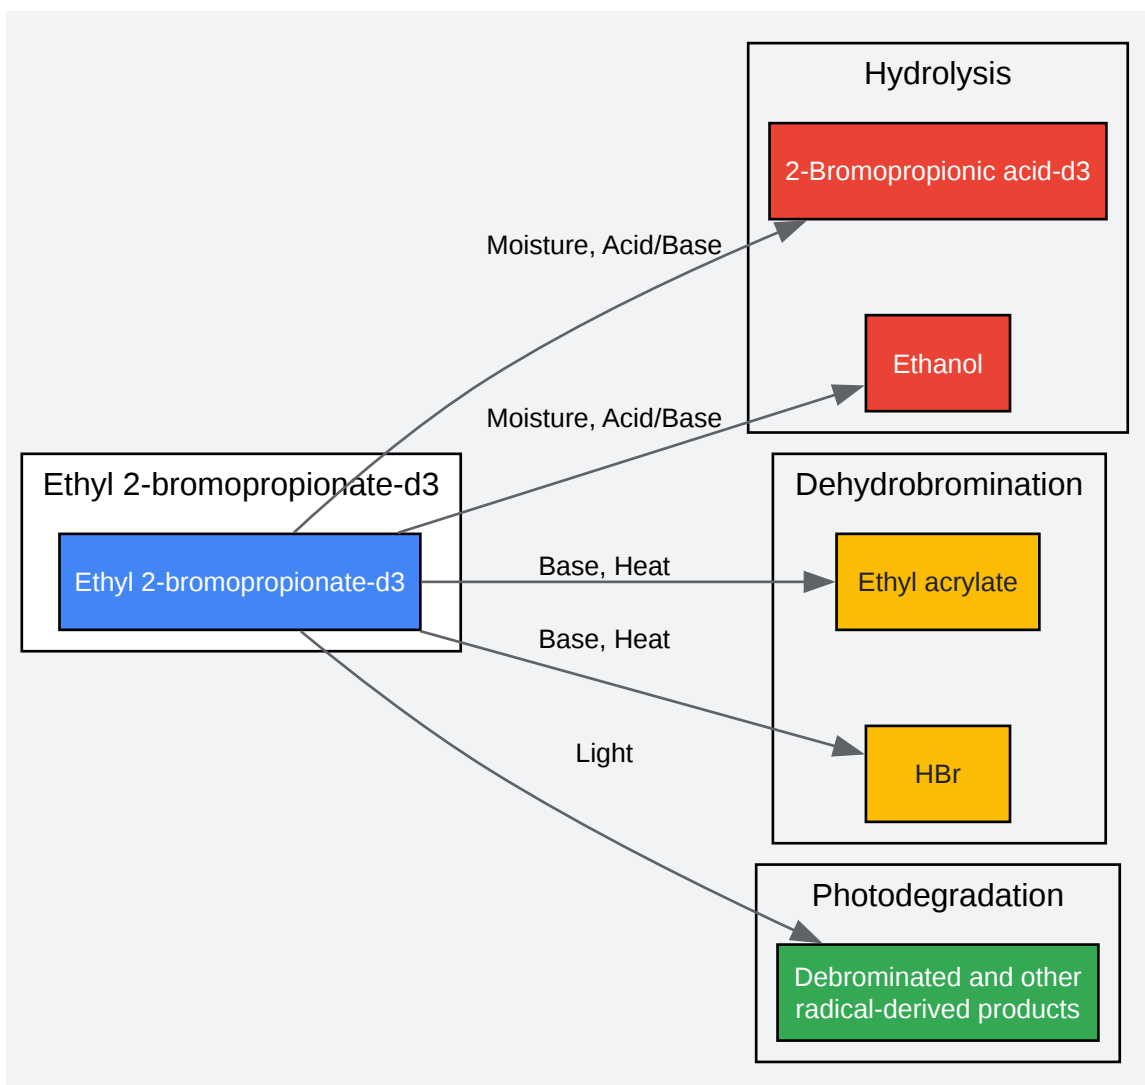 Hydrolysis
2-Bromopropionic acid-d3
Moisture, Acid/Base
Ethanol
Moisture, Acid/Base
Ethyl 2-bromopropionate-d3
Ethyl 2-bromopropionate-d3
Dehydrobromination
Base, Heat
Ethyl acrylate
Base, Heat
HBr
Light
Photodegradation
Debrominated and other
radical-derived products